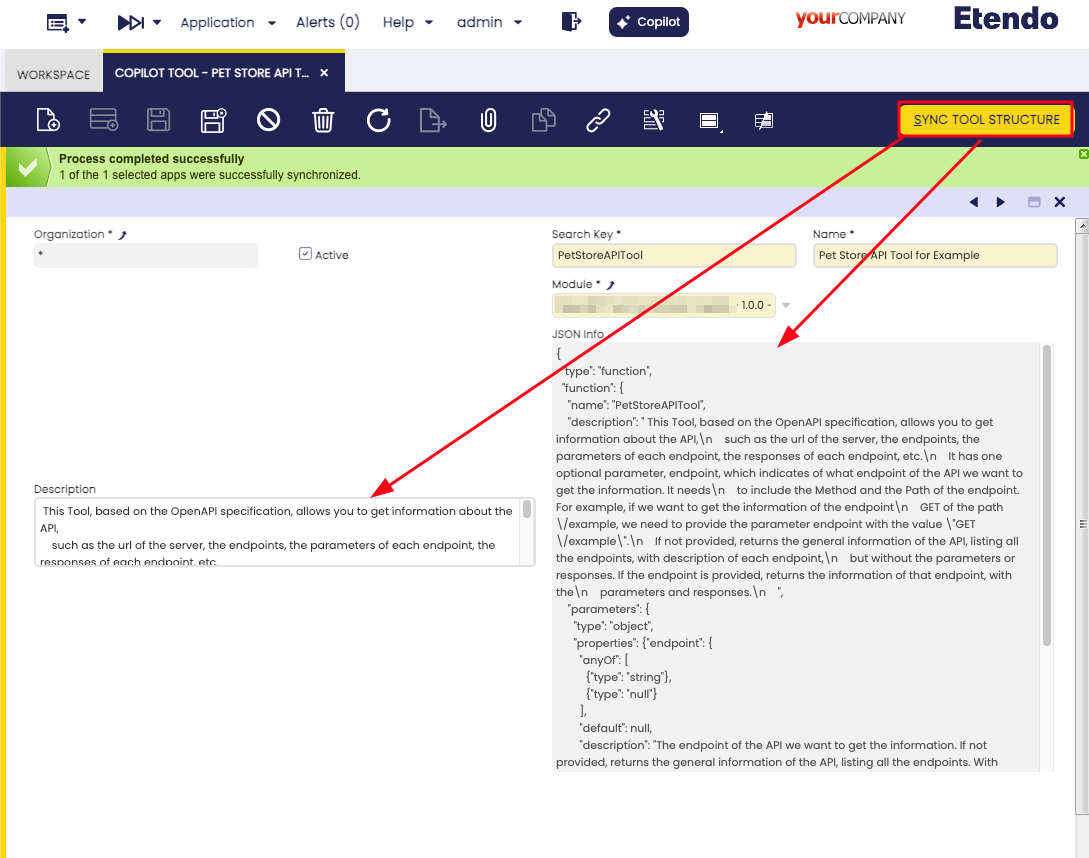 Application
Alerts (0)
Help
admin
Copilot
yourCOMPANY
Etendo
WORKSPACE
COPILOT TOOL - PET STORE API T...
SYNC TOOL STRUCTURE
Process completed successfully
1 of the 1 selected apps were successfully synchronized.
Organization *
*
Active
Search Key *
PetStoreAPITool
Name *
Pet Store API Tool for Example
Module *
1.0.0 -
JSON Info
{
"type": "function",
"function": {
"name": "PetStoreAPITool",
"description": " This Tool, based on the OpenAPI specification, allows you to get
information about the API,\n    such as the url of the server, the endpoints, the
parameters of each endpoint, the responses of each endpoint, etc.\n    It has one
optional parameter, endpoint, which indicates of what endpoint of the API we want to
get the information. It needs\n    to include the Method and the Path of the endpoint.
For example, if we want to get the information of the endpoint\n    GET of the path
\/example, we need to provide the parameter endpoint with the value \"GET
\/example\".\n    If not provided, returns the general information of the API, listing all
the endpoints, with description of each endpoint,\n    but without the parameters or
responses. If the endpoint is provided, returns the information of that endpoint, with
the\n    parameters and responses.\n    ",
"parameters": {
"type": "object",
"properties": {"endpoint": {
"anyOf": [
{"type": "string"},
{"type": "null"}
],
"default": null,
"description": "The endpoint of the API we want to get the information. If not
provided, returns the general information of the API, listing all the endpoints. With
Description
This Tool, based on the OpenAPI specification, allows you to get information about the
API,
such as the url of the server, the endpoints, the parameters of each endpoint, the
responses of each endpoint, etc.